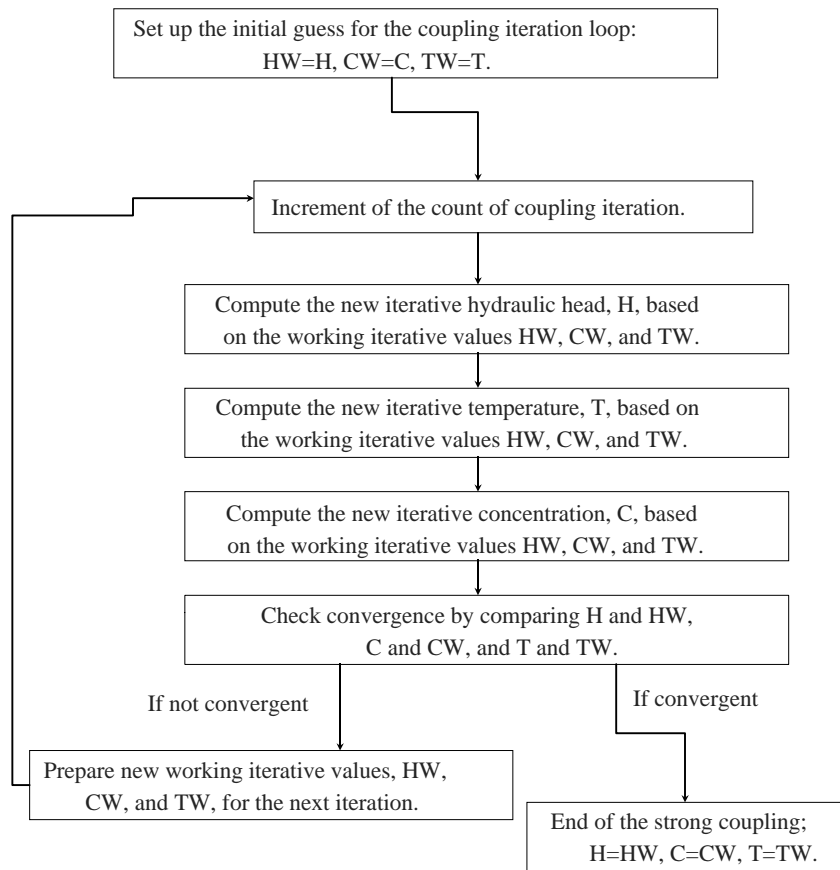 Set up the initial guess for the coupling iteration loop:
HW=H, CW=C, TW=T.
Increment of the count of coupling iteration.
Compute the new iterative hydraulic head, H, based
on the working iterative values HW, CW, and TW.
Compute the new iterative temperature, T, based on
the working iterative values HW, CW, and TW.
Compute the new iterative concentration, C, based
on the working iterative values HW, CW, and TW.
Check convergence by comparing H and HW,
C and CW, and T and TW.
If not convergent
If convergent
Prepare new working iterative values, HW,
CW, and TW, for the next iteration.
End of the strong coupling;
H=HW, C=CW, T=TW.